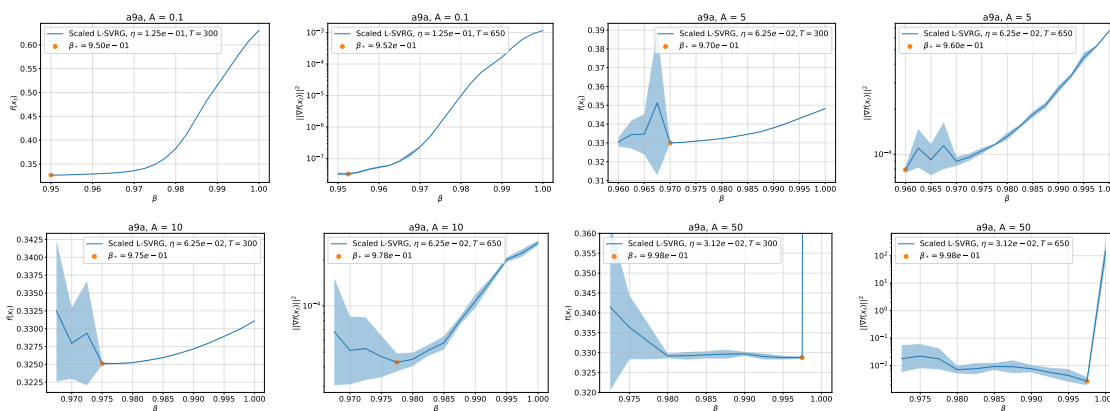 a9a, A = 0.1
Scaled L-SVRG, η = 1.25e − 01, T = 300
β* = 9.50e − 01
f(x_t)
0.60
0.55
0.50
0.45
0.40
0.35
0.95 0.96 0.97 0.98 0.99 1.00
β
a9a, A = 0.1
Scaled L-SVRG, η = 1.25e − 01, T = 650
β* = 9.52e − 01
||∇f(x_t)||²
10⁻³
10⁻⁴
10⁻⁵
10⁻⁶
10⁻⁷
0.95 0.96 0.97 0.98 0.99 1.00
β
a9a, A = 5
Scaled L-SVRG, η = 6.25e − 02, T = 300
β* = 9.70e − 01
f(x_t)
0.39
0.38
0.37
0.36
0.35
0.34
0.33
0.32
0.31
0.960 0.965 0.970 0.975 0.980 0.985 0.990 0.995 1.000
β
a9a, A = 5
Scaled L-SVRG, η = 6.25e − 02, T = 650
β* = 9.60e − 01
||∇f(x_t)||²
0.960 0.965 0.970 0.975 0.980 0.985 0.990 0.995 1.000
β
a9a, A = 10
Scaled L-SVRG, η = 6.25e − 02, T = 300
β* = 9.75e − 01
f(x_t)
0.3425
0.3400
0.3375
0.3350
0.3325
0.3300
0.3275
0.3250
0.3225
0.970 0.975 0.980 0.985 0.990 0.995 1.000
β
a9a, A = 10
Scaled L-SVRG, η = 6.25e − 02, T = 650
β* = 9.78e − 01
||∇f(x_t)||²
0.970 0.975 0.980 0.985 0.990 0.995 1.000
β
a9a, A = 50
Scaled L-SVRG, η = 3.12e − 02, T = 300
β* = 9.98e − 01
f(x_t)
0.360
0.355
0.350
0.345
0.340
0.335
0.330
0.325
0.320
0.975 0.980 0.985 0.990 0.995 1.000
β
a9a, A = 50
Scaled L-SVRG, η = 3.12e − 02, T = 650
β* = 9.98e − 01
||∇f(x_t)||²
10²
10¹
10⁰
10⁻¹
10⁻²
0.975 0.980 0.985 0.990 0.995 1.000
β